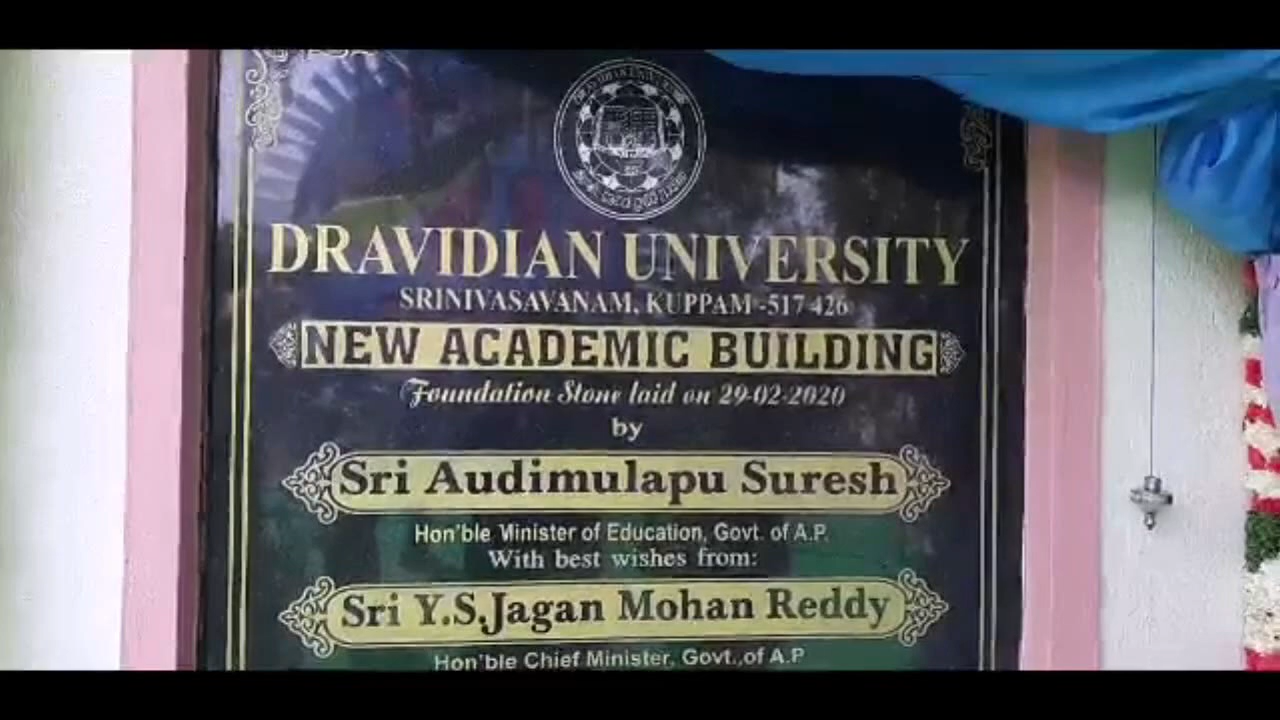 DRAVIDIAN UNIVERSITY
SRINIVASAVANAM, KUPPAM -517 426
NEW ACADEMIC BUILDING
Foundation Stone laid on 29-02-2020
by
Sri Audimulapu Suresh
Hon'ble Minister of Education, Govt. of A.P.
With best wishes from:
Sri Y.S.Jagan Mohan Reddy
Hon'ble Chief Minister, Govt.,of A.P